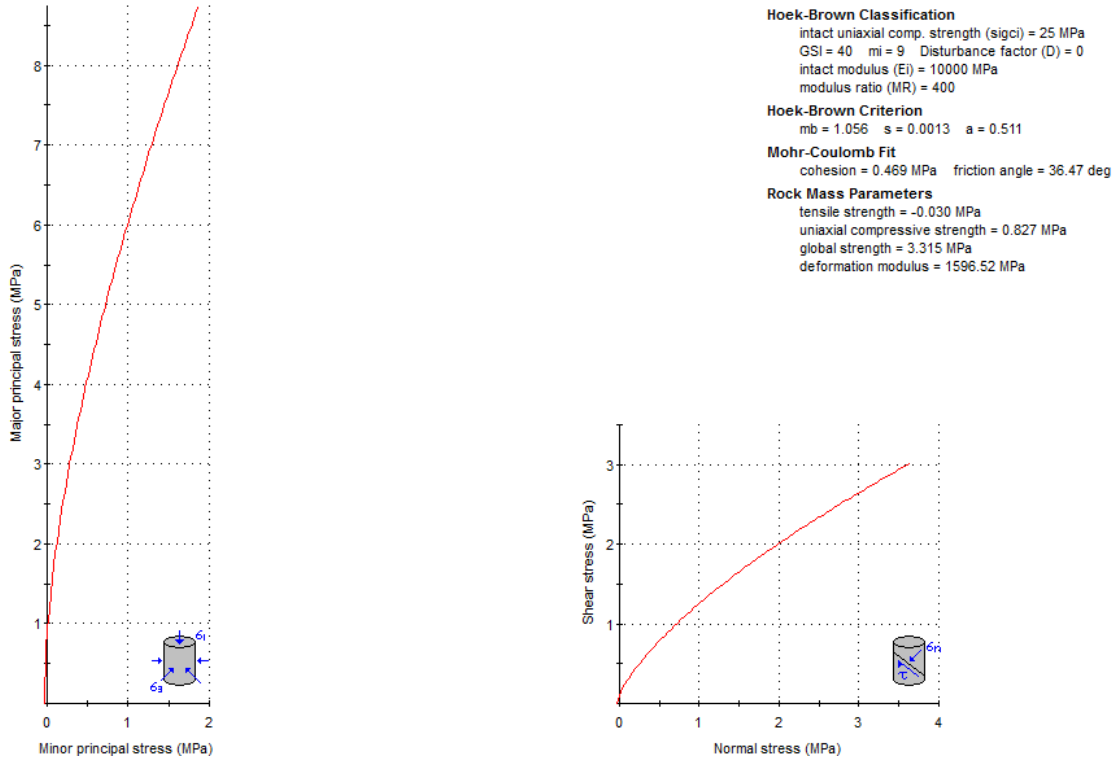 Hoek-Brown Classification
intact uniaxial comp. strength (sigci) = 25 MPa
GSI = 40 mi = 9 Disturbance factor (D) = 0
intact modulus (Ei) = 10000 MPa
modulus ratio (MR) = 400
Hoek-Brown Criterion
mb = 1.056 s = 0.0013 a = 0.511
Mohr-Coulomb Fit
cohesion = 0.469 MPa friction angle = 36.47 deg
Rock Mass Parameters
tensile strength = -0.030 MPa
uniaxial compressive strength = 0.827 MPa
global strength = 3.315 MPa
deformation modulus = 1596.52 MPa
Major principal stress (MPa)
8
7
6
5
4
3
2
1
0 1 2
Minor principal stress (MPa)
σ1
σ3
Shear stress (MPa)
3
2
1
0 1 2 3 4
Normal stress (MPa)
σn
τ